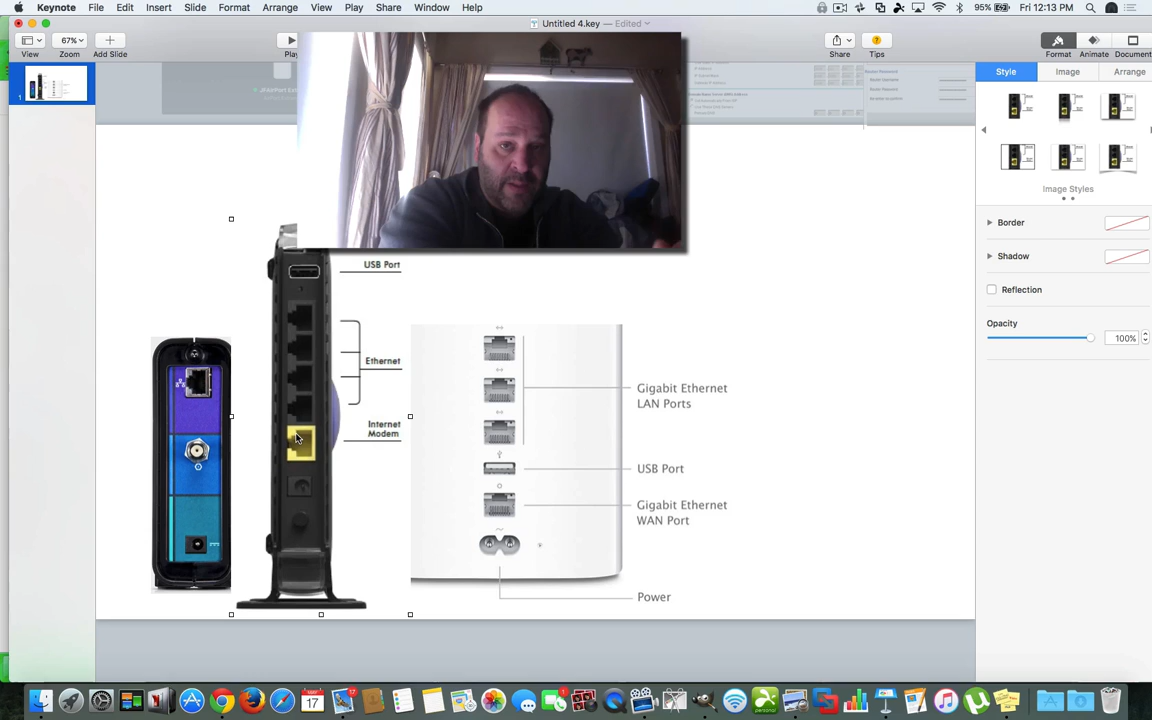 Keynote File Edit Insert Slide Format Arrange View Play Share Window Help 95% Fri 12:13 PM
Untitled 4.key — Edited
67%
View Zoom Add Slide Play Share Tips Format Animate Document
Style Image Arrange
1
Image Styles
Border
Shadow
Reflection
Opacity
100%
USB Port
Ethernet
Internet
Modem
Gigabit Ethernet
LAN Ports
USB Port
Gigabit Ethernet
WAN Port
Power
17